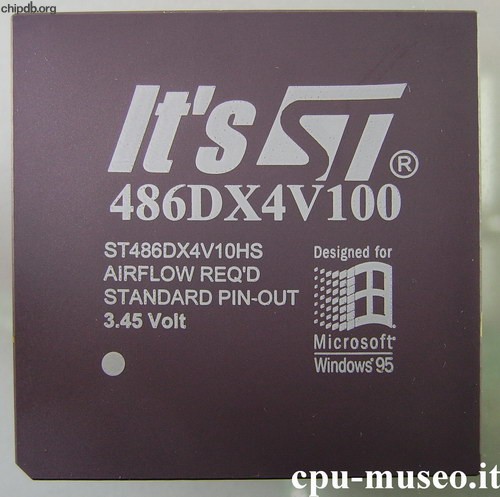 chipdb.org
It's ST®
486DX4V100
ST486DX4V10HS
AIRFLOW REQ'D
STANDARD PIN-OUT
3.45 Volt
Designed for
Microsoft®
Windows®95
cpu-museo.it